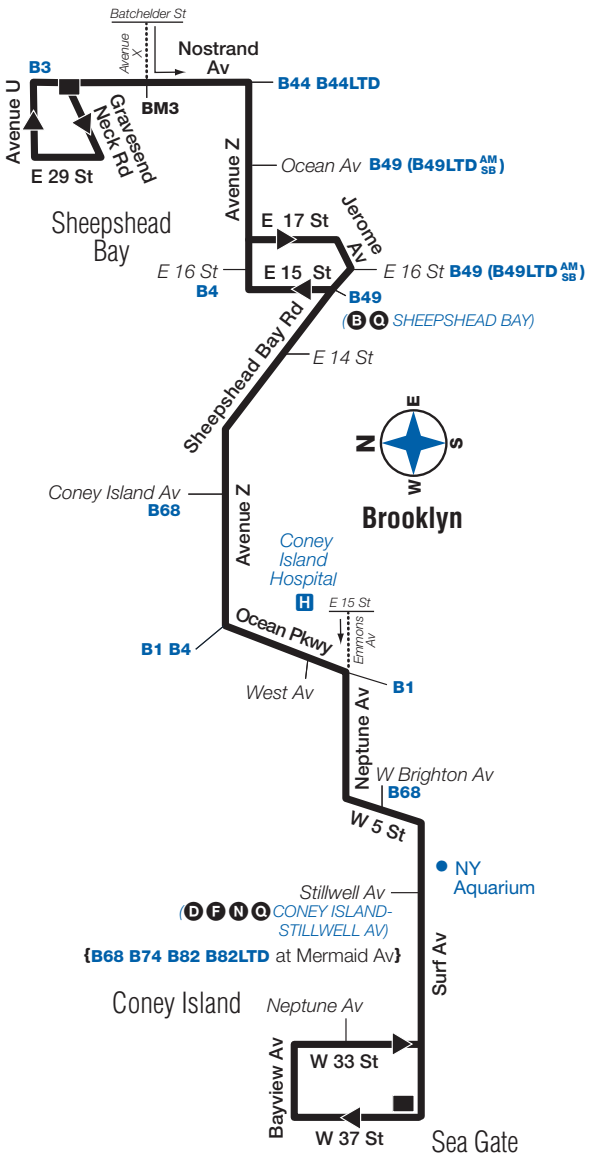 Batchelder St
Avenue
X
Nostrand
Av
B3
BM3
B44 B44LTD
Avenue U
Gravesend
Neck Rd
E 29 St
Avenue Z
Ocean Av B49 (B49LTD AM SB)
Sheepshead
Bay
E 17 St
Jerome
Av
E 16 St
B4
E 15 St
E 16 St B49 (B49LTD AM SB)
B49
(B Q SHEEPSHEAD BAY)
Sheepshead Bay Rd
E 14 St
N
E
S
W
Brooklyn
Coney Island Av
B68
Avenue Z
Coney
Island
Hospital
H
E 15 St
Emmons
Av
Ocean Pkwy
B1 B4
West Av
B1
Neptune Av
W Brighton Av
B68
W 5 St
NY
Aquarium
Stillwell Av
(D F N Q CONEY ISLAND-
STILLWELL AV)
{B68 B74 B82 B82LTD at Mermaid Av}
Surf Av
Coney Island
Neptune Av
Bayview Av
W 33 St
W 37 St
Sea Gate